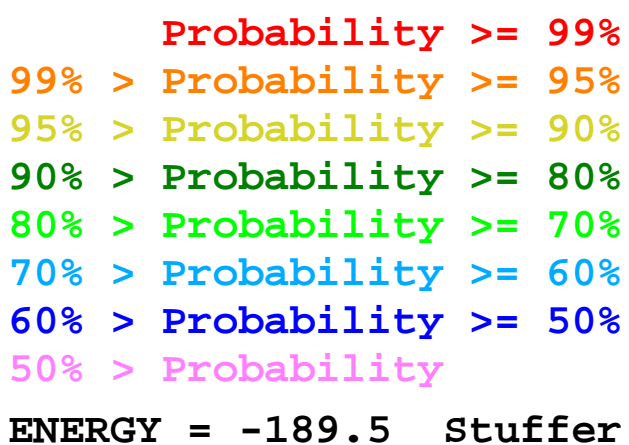 Probability >= 99%
99% > Probability >= 95%
95% > Probability >= 90%
90% > Probability >= 80%
80% > Probability >= 70%
70% > Probability >= 60%
60% > Probability >= 50%
50% > Probability
ENERGY = -189.5  Stuffer